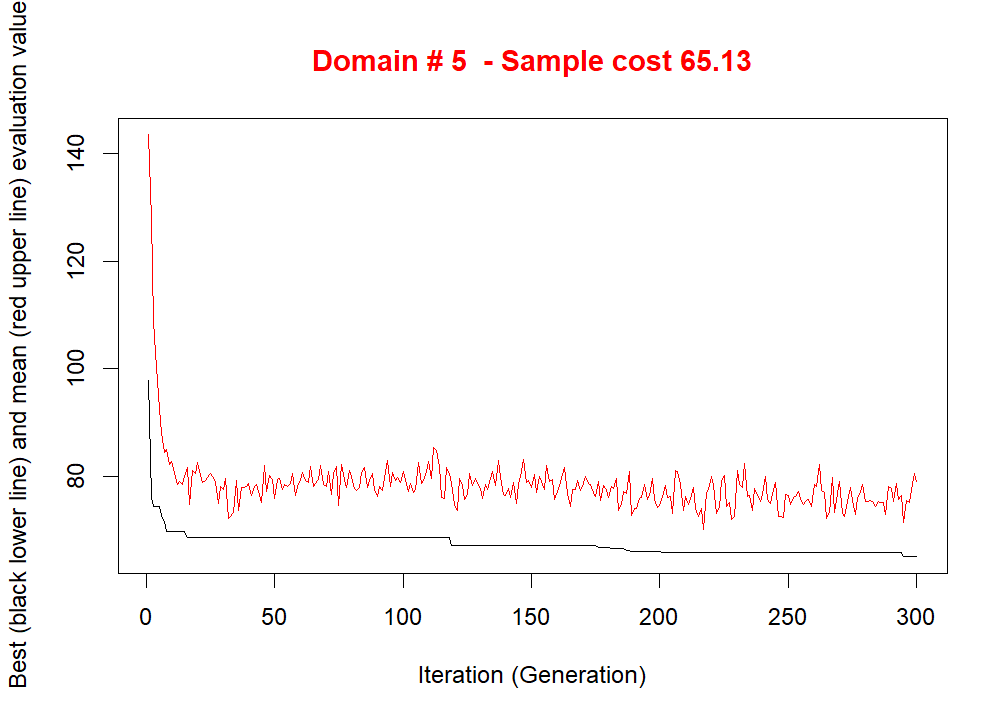 Domain # 5  - Sample cost 65.13
Best (black lower line) and mean (red upper line) evaluation value
140
120
100
80
0 50 100 150 200 250 300
Iteration (Generation)